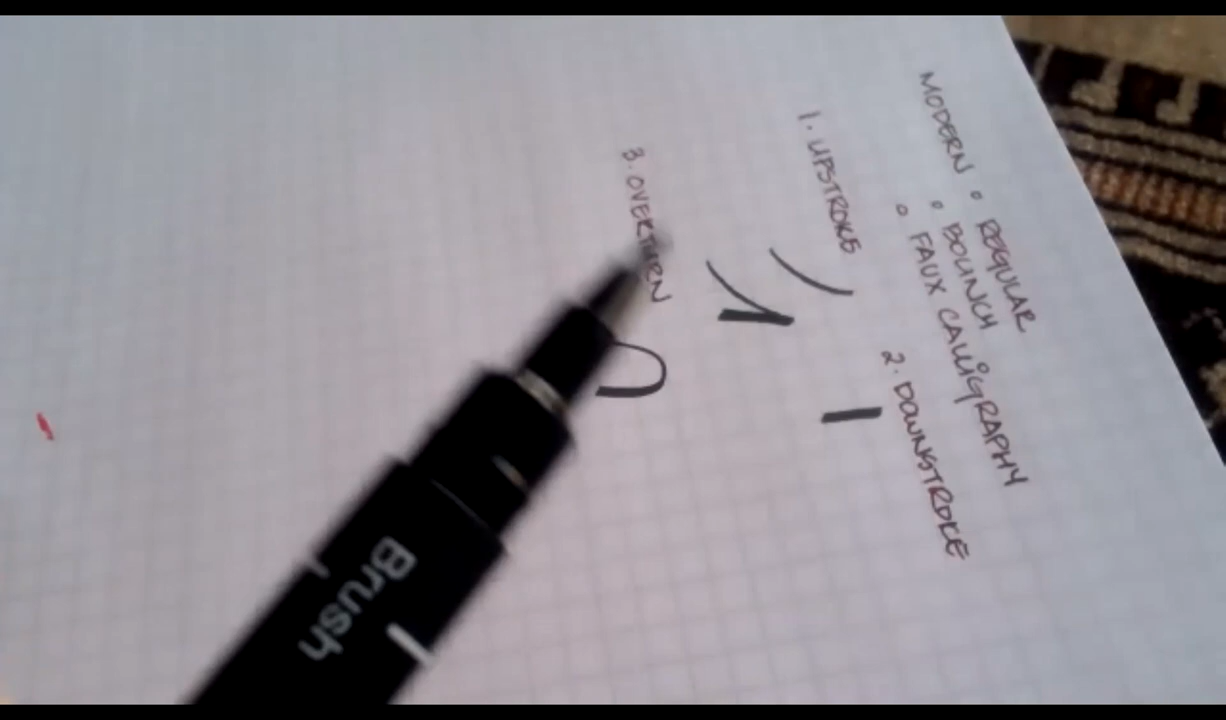 MODERN ° REGULAR
° BOUNCY
° FAUX CALLIGRAPHY
1. UPSTROKE
2. DOWNSTROKE
3. OVERTURN
Brush